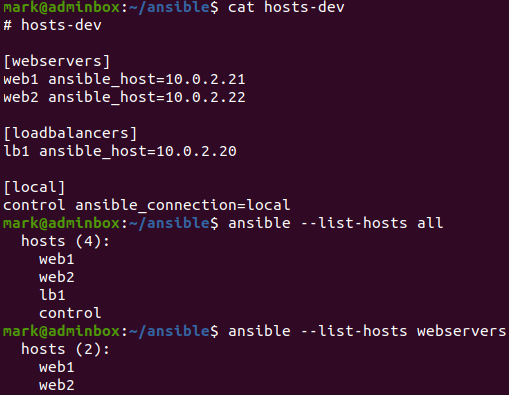 mark@adminbox:~/ansible$ cat hosts-dev
# hosts-dev
[webservers]
web1 ansible_host=10.0.2.21
web2 ansible_host=10.0.2.22
[loadbalancers]
lb1 ansible_host=10.0.2.20
[local]
control ansible_connection=local
mark@adminbox:~/ansible$ ansible --list-hosts all
  hosts (4):
    web1
    web2
    lb1
    control
mark@adminbox:~/ansible$ ansible --list-hosts webservers
  hosts (2):
    web1
    web2